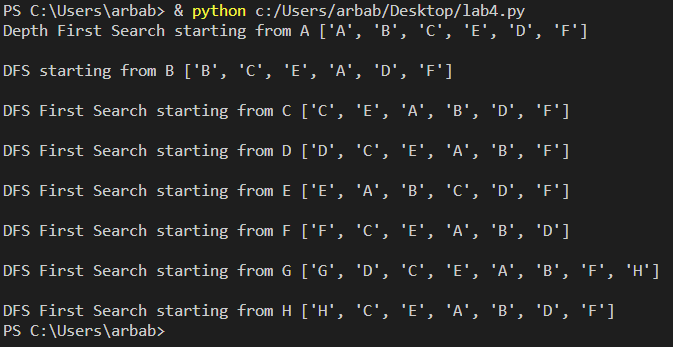 PS C:\Users\arbab> & python c:/Users/arbab/Desktop/lab4.py
Depth First Search starting from A ['A', 'B', 'C', 'E', 'D', 'F']
DFS starting from B ['B', 'C', 'E', 'A', 'D', 'F']
DFS First Search starting from C ['C', 'E', 'A', 'B', 'D', 'F']
DFS First Search starting from D ['D', 'C', 'E', 'A', 'B', 'F']
DFS First Search starting from E ['E', 'A', 'B', 'C', 'D', 'F']
DFS First Search starting from F ['F', 'C', 'E', 'A', 'B', 'D']
DFS First Search starting from G ['G', 'D', 'C', 'E', 'A', 'B', 'F', 'H']
DFS First Search starting from H ['H', 'C', 'E', 'A', 'B', 'D', 'F']
PS C:\Users\arbab>